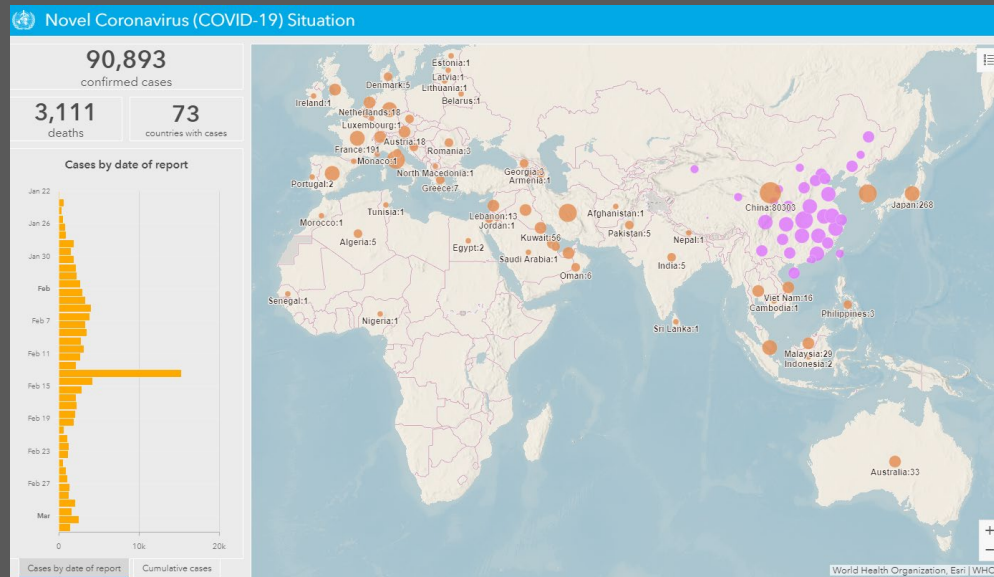 Novel Coronavirus (COVID-19) Situation
90,893
confirmed cases
3,111
deaths
73
countries with cases
Cases by date of report
Jan 22
Jan 26
Jan 30
Feb
Feb 7
Feb 11
Feb 15
Feb 19
Feb 23
Feb 27
Mar
0
10k
20k
Cases by date of report
Cumulative cases
Estonia:1
Latvia:1
Denmark:5
Lithuania:1
Belarus:1
Ireland:1
Netherlands:18
Luxembourg:1
Austria:18
France:191
Romania:3
Monaco:1
North Macedonia:1
Georgia:3
Armenia:1
Portugal:2
Greece:7
Tunisia:1
Morocco:1
Lebanon:13
Jordan:1
Afghanistan:1
China:80303
Japan:268
Algeria:5
Egypt:2
Kuwait:56
Pakistan:5
Nepal:1
Saudi Arabia:1
India:5
Oman:6
Senegal:1
Nigeria:1
Sri Lanka:1
Viet Nam:16
Cambodia:1
Philippines:3
Malaysia:29
Indonesia:2
Australia:33
+
−
World Health Organization, Esri | WHO